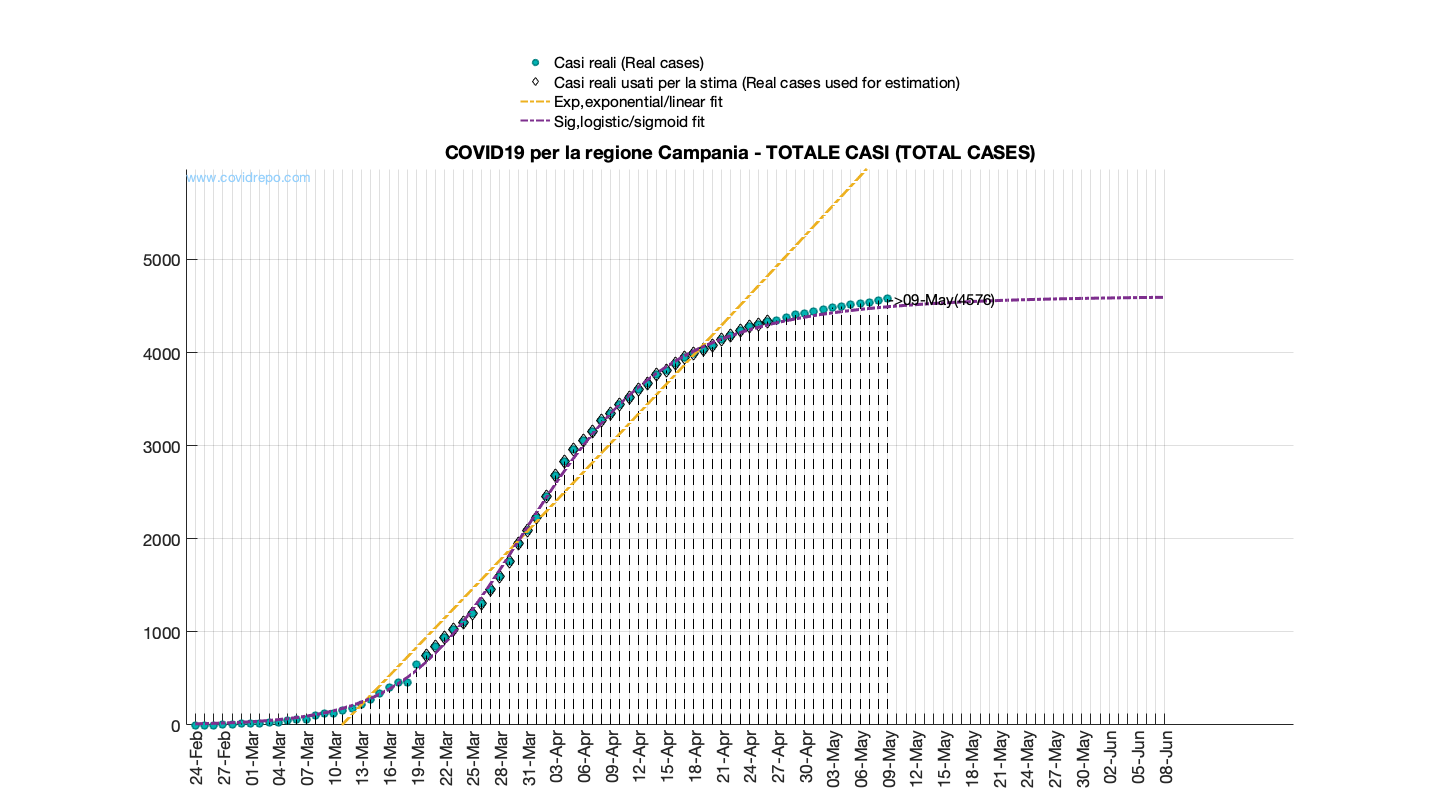 Casi reali (Real cases)
Casi reali usati per la stima (Real cases used for estimation)
Exp,exponential/linear fit
Sig,logistic/sigmoid fit
COVID19 per la regione Campania - TOTALE CASI (TOTAL CASES)
www.covidrepo.com
5000
4000
3000
2000
1000
0
->09-May(4576)
24-Feb
27-Feb
01-Mar
04-Mar
07-Mar
10-Mar
13-Mar
16-Mar
19-Mar
22-Mar
25-Mar
28-Mar
31-Mar
03-Apr
06-Apr
09-Apr
12-Apr
15-Apr
18-Apr
21-Apr
24-Apr
27-Apr
30-Apr
03-May
06-May
09-May
12-May
15-May
18-May
21-May
24-May
27-May
30-May
02-Jun
05-Jun
08-Jun